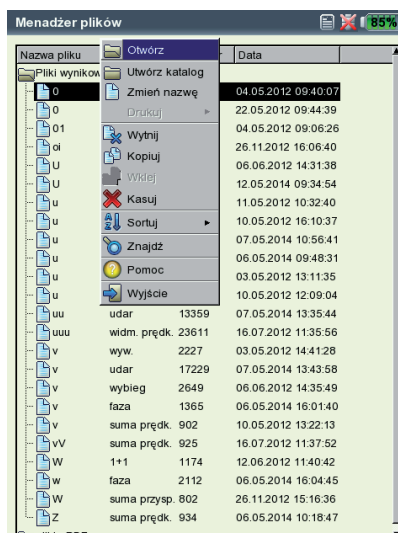 Menadżer plików 85%
Nazwa pliku Data
Pliki wynikow
0 04.05.2012 09:40:07
0 22.05.2012 09:44:39
01 04.05.2012 09:06:26
oi 26.11.2012 16:06:40
U 06.06.2012 14:31:38
U 12.05.2014 09:34:54
u 11.05.2012 10:32:40
u 10.05.2012 16:10:37
u 07.05.2014 10:56:41
u 06.05.2014 09:48:31
u 03.05.2012 13:11:35
u 10.05.2012 12:09:04
Otwórz
Utwórz katalog
Zmień nazwę
Drukuj
Wytnij
Kopiuj
Wklej
Kasuj
Sortuj
Znajdź
Pomoc
Wyjście
uu udar 13359 07.05.2014 13:35:44
uuu widm. prędk. 23611 16.07.2012 11:35:56
v wyw. 2227 03.05.2012 14:41:28
v udar 17229 07.05.2014 13:43:58
v wybieg 2649 06.06.2012 14:35:49
v faza 1365 06.05.2014 16:01:40
v suma prędk. 902 10.05.2012 13:22:13
vV suma prędk. 925 16.07.2012 11:37:52
W 1+1 1174 12.06.2012 11:40:42
w faza 2112 06.05.2014 16:04:45
W suma przysp. 802 26.11.2012 15:16:36
Z suma prędk. 934 06.05.2014 10:18:47